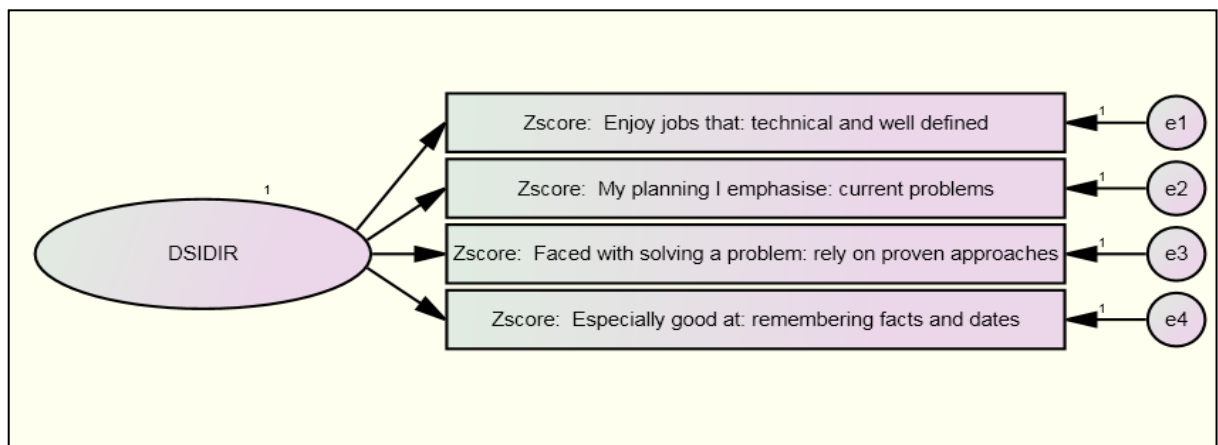 Zscore:  Enjoy jobs that: technical and well defined
1
e1
Zscore:  My planning I emphasise: current problems
1
e2
1
DSIDIR
Zscore:  Faced with solving a problem: rely on proven approaches
1
e3
Zscore:  Especially good at: remembering facts and dates
1
e4